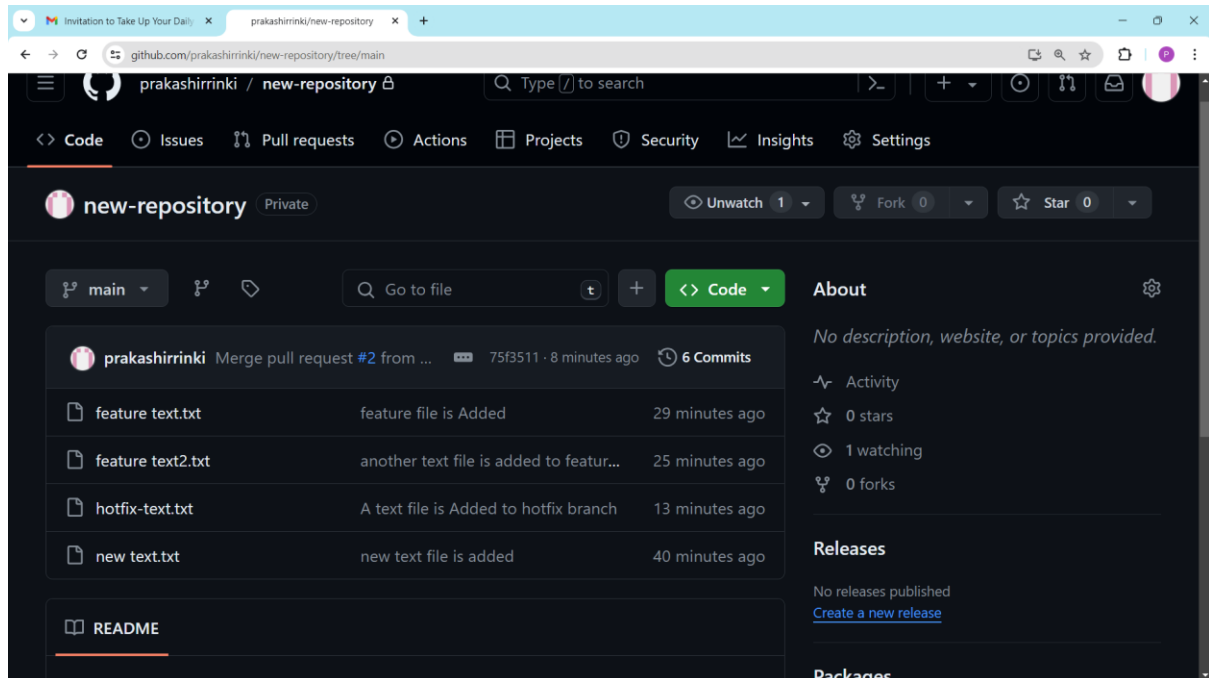 Invitation to Take Up Your Daily
prakashirrinki/new-repository
github.com/prakashirrinki/new-repository/tree/main
P
prakashirrinki / new-repository
Type / to search
Code Issues Pull requests Actions Projects Security Insights Settings
new-repository Private
Unwatch 1 Fork 0 Star 0
main
Go to file t
Code
prakashirrinki Merge pull request #2 from ... 75f3511 · 8 minutes ago 6 Commits
feature text.txt feature file is Added 29 minutes ago
feature text2.txt another text file is added to featur... 25 minutes ago
hotfix-text.txt A text file is Added to hotfix branch 13 minutes ago
new text.txt new text file is added 40 minutes ago
README
About
No description, website, or topics provided.
Activity
0 stars
1 watching
0 forks
Releases
No releases published
Create a new release
Packages